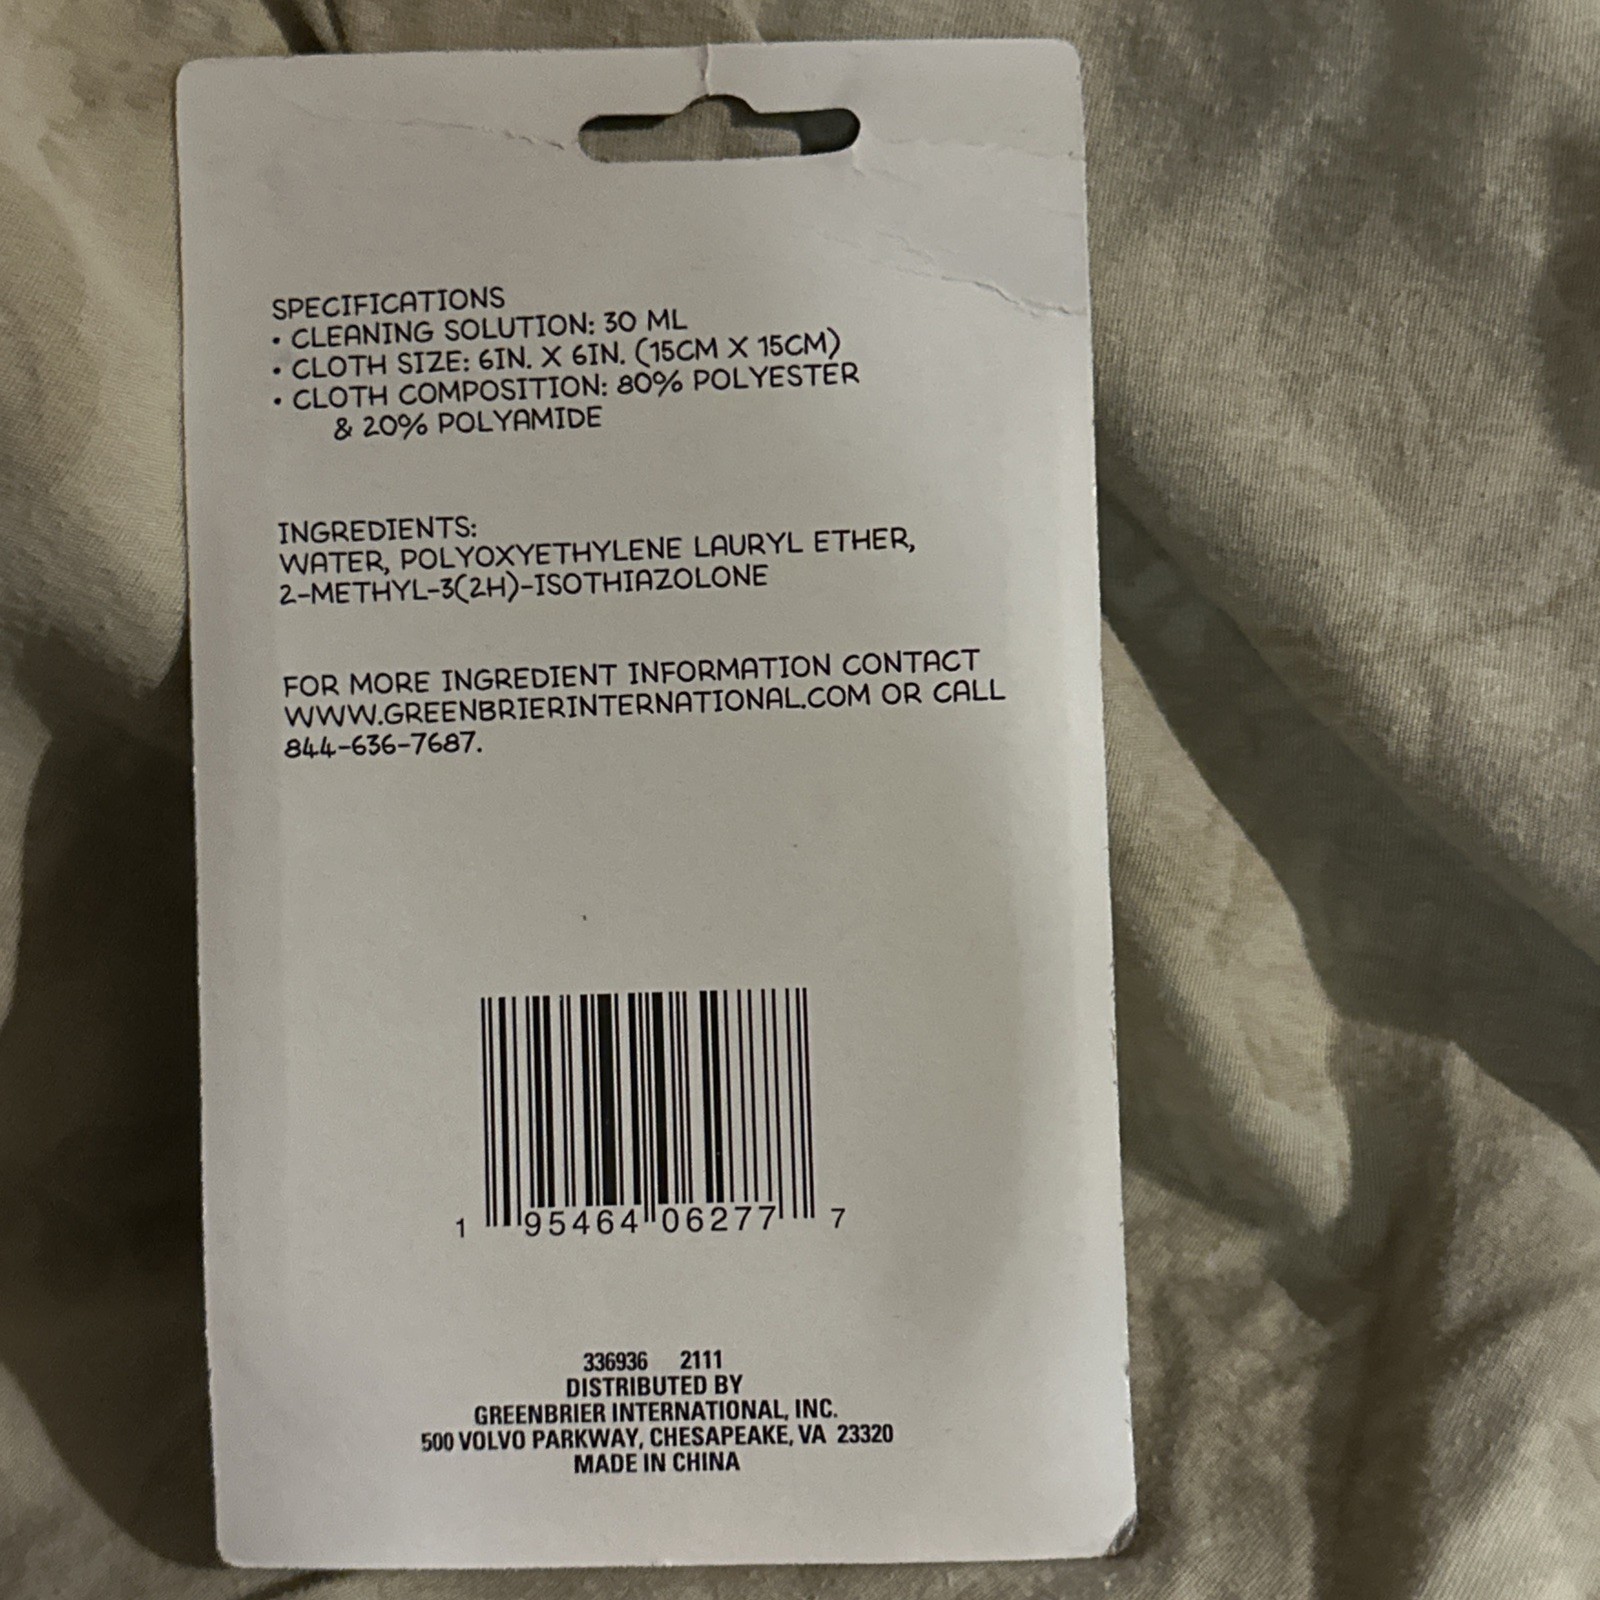 SPECIFICATIONS
• CLEANING SOLUTION: 30 ML
• CLOTH SIZE: 6IN. X 6IN. (15CM X 15CM)
• CLOTH COMPOSITION: 80% POLYESTER
& 20% POLYAMIDE
INGREDIENTS:
WATER, POLYOXYETHYLENE LAURYL ETHER,
2-METHYL-3(2H)-ISOTHIAZOLONE
FOR MORE INGREDIENT INFORMATION CONTACT
WWW.GREENBRIERINTERNATIONAL.COM OR CALL
844-636-7687.
1 95464 06277 7
336936 2111
DISTRIBUTED BY
GREENBRIER INTERNATIONAL, INC.
500 VOLVO PARKWAY, CHESAPEAKE, VA 23320
MADE IN CHINA